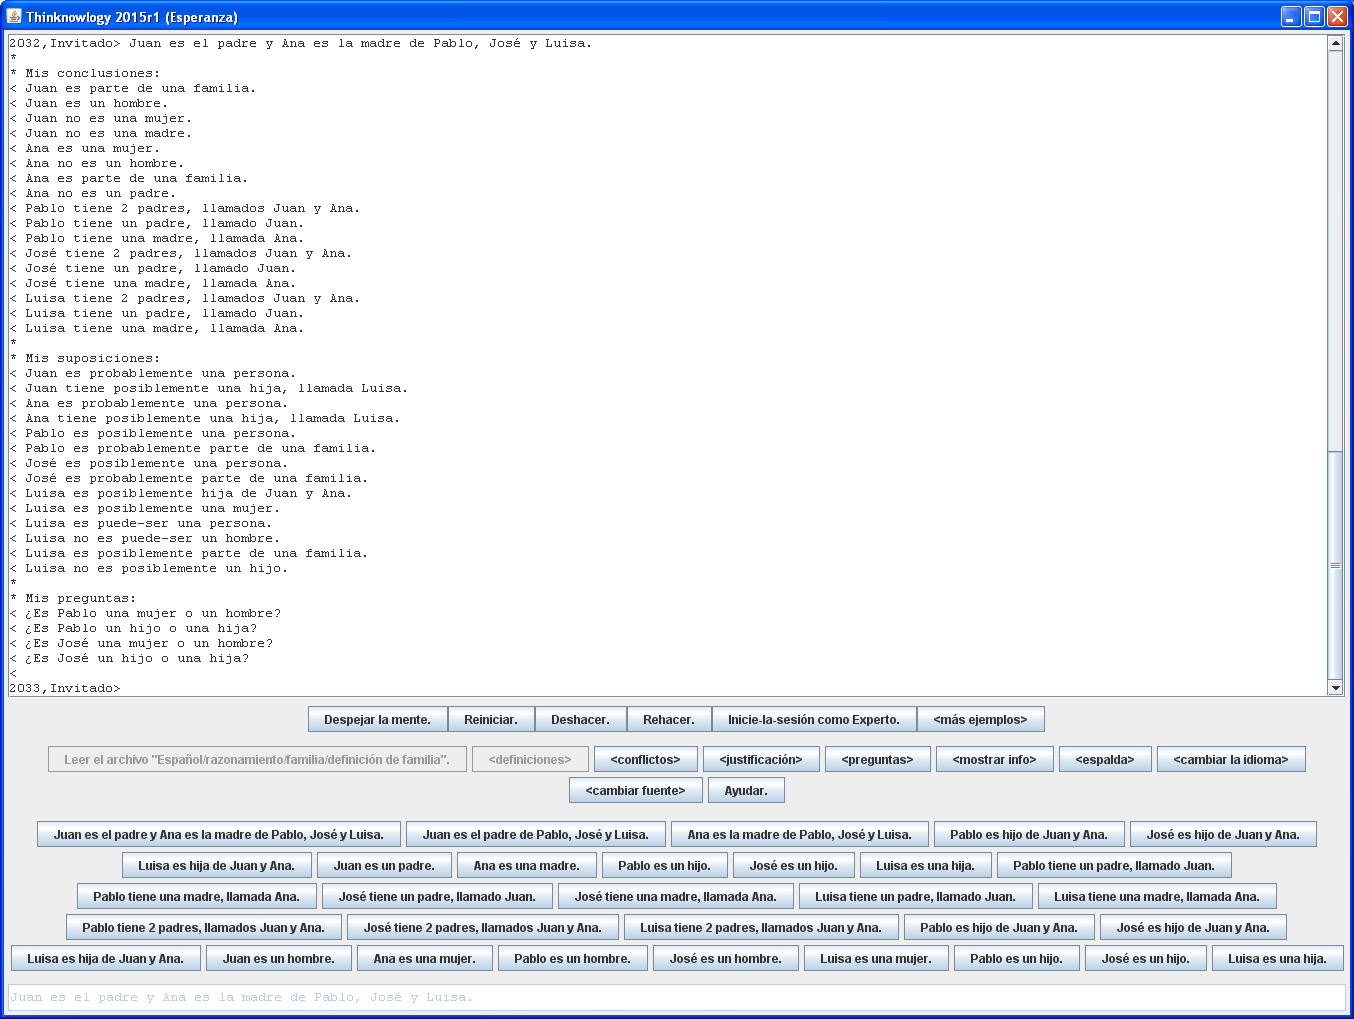 Thinknowlogy 2015r1 (Esperanza)
2032,Invitado> Juan es el padre y Ana es la madre de Pablo, José y Luisa.
*
* Mis conclusiones:
< Juan es parte de una familia.
< Juan es un hombre.
< Juan no es una mujer.
< Juan no es una madre.
< Ana es una mujer.
< Ana no es un hombre.
< Ana es parte de una familia.
< Ana no es un padre.
< Pablo tiene 2 padres, llamados Juan y Ana.
< Pablo tiene un padre, llamado Juan.
< Pablo tiene una madre, llamada Ana.
< José tiene 2 padres, llamados Juan y Ana.
< José tiene un padre, llamado Juan.
< José tiene una madre, llamada Ana.
< Luisa tiene 2 padres, llamados Juan y Ana.
< Luisa tiene un padre, llamado Juan.
< Luisa tiene una madre, llamada Ana.
*
* Mis suposiciones:
< Juan es probablemente una persona.
< Juan tiene posiblemente una hija, llamada Luisa.
< Ana es probablemente una persona.
< Ana tiene posiblemente una hija, llamada Luisa.
< Pablo es posiblemente una persona.
< Pablo es probablemente parte de una familia.
< José es posiblemente una persona.
< José es probablemente parte de una familia.
< Luisa es posiblemente hija de Juan y Ana.
< Luisa es posiblemente una mujer.
< Luisa es puede-ser una persona.
< Luisa no es puede-ser un hombre.
< Luisa es posiblemente parte de una familia.
< Luisa no es posiblemente un hijo.
*
* Mis preguntas:
< ¿Es Pablo una mujer o un hombre?
< ¿Es Pablo un hijo o una hija?
< ¿Es José una mujer o un hombre?
< ¿Es José un hijo o una hija?
<
2033,Invitado>
Despejar la mente. Reiniciar. Deshacer. Rehacer. Inicie-la-sesión como Experto. <más ejemplos>
Leer el archivo "Español/razonamiento/familia/definición de familia". <definiciones> <conflictos> <justificación> <preguntas> <mostrar info> <espalda> <cambiar la idioma>
<cambiar fuente> Ayudar.
Juan es el padre y Ana es la madre de Pablo, José y Luisa. Juan es el padre de Pablo, José y Luisa. Ana es la madre de Pablo, José y Luisa. Pablo es hijo de Juan y Ana. José es hijo de Juan y Ana.
Luisa es hija de Juan y Ana. Juan es un padre. Ana es una madre. Pablo es un hijo. José es un hijo. Luisa es una hija. Pablo tiene un padre, llamado Juan.
Pablo tiene una madre, llamada Ana. José tiene un padre, llamado Juan. José tiene una madre, llamada Ana. Luisa tiene un padre, llamado Juan. Luisa tiene una madre, llamada Ana.
Pablo tiene 2 padres, llamados Juan y Ana. José tiene 2 padres, llamados Juan y Ana. Luisa tiene 2 padres, llamados Juan y Ana. Pablo es hijo de Juan y Ana. José es hijo de Juan y Ana.
Luisa es hija de Juan y Ana. Juan es un hombre. Ana es una mujer. Pablo es un hombre. José es un hombre. Luisa es una mujer. Pablo es un hijo. José es un hijo. Luisa es una hija.
Juan es el padre y Ana es la madre de Pablo, José y Luisa.